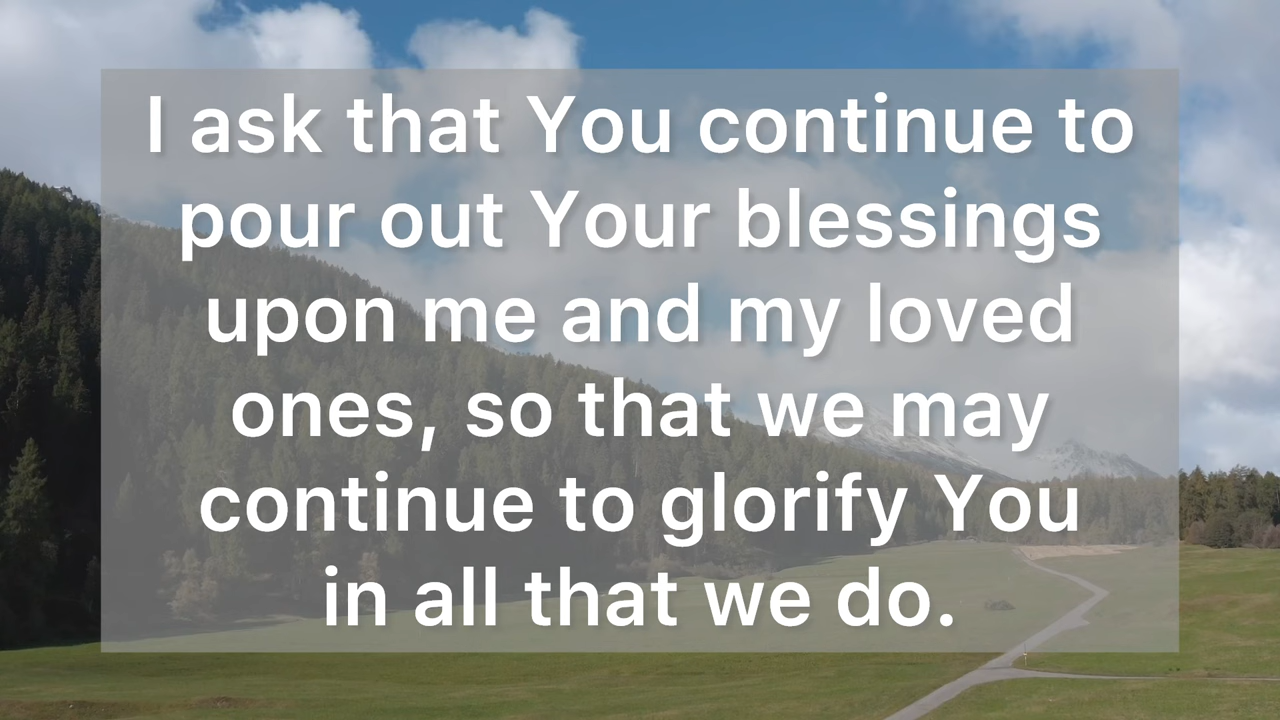 I ask that You continue to
pour out Your blessings
upon me and my loved
ones, so that we may
continue to glorify You
in all that we do.